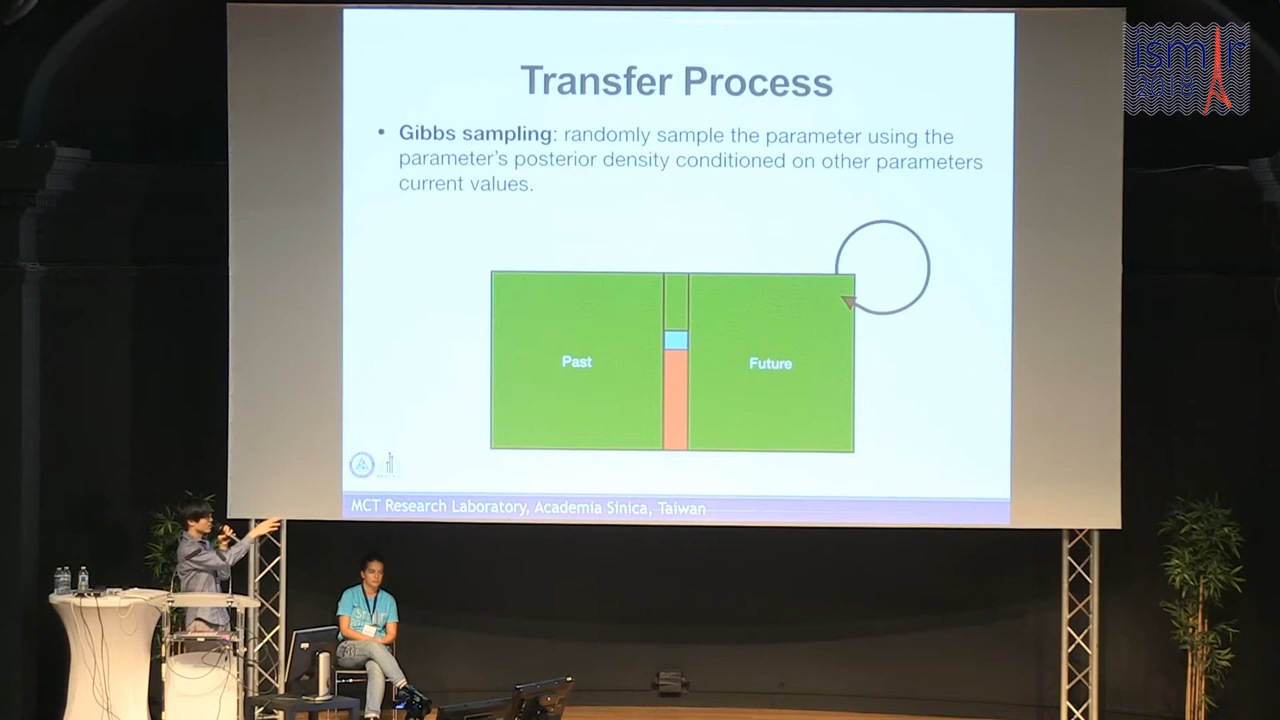 ismir
2018
Transfer Process
• Gibbs sampling: randomly sample the parameter using the
parameter's posterior density conditioned on other parameters
current values.
Past
Future
MCT Research Laboratory, Academia Sinica, Taiwan